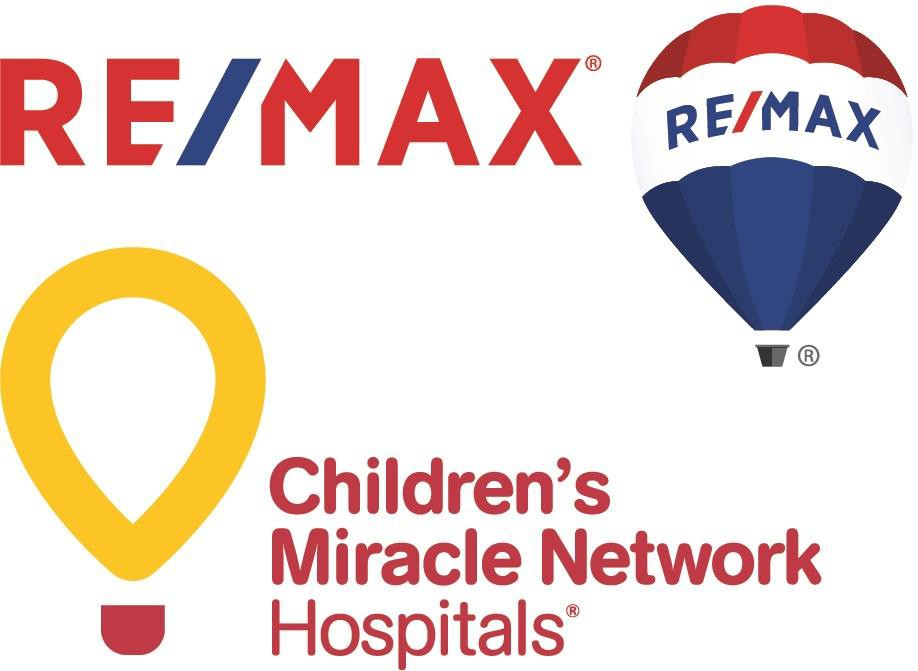 RE/MAX®
RE/MAX
®
Children's
Miracle Network
Hospitals®